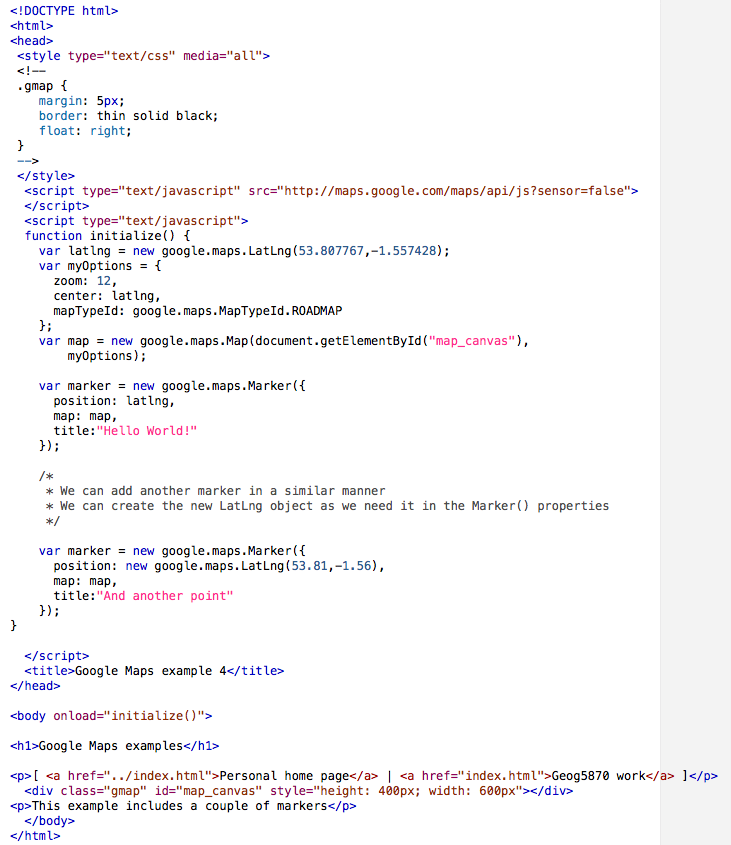 <!DOCTYPE html>
<html>
<head>
 <style type="text/css" media="all">
 <!--
 .gmap {
    margin: 5px;
    border: thin solid black;
    float: right;
 }
 -->
 </style>
  <script type="text/javascript" src="http://maps.google.com/maps/api/js?sensor=false">
  </script>
  <script type="text/javascript">
  function initialize() {
    var latlng = new google.maps.LatLng(53.807767,-1.557428);
    var myOptions = {
      zoom: 12,
      center: latlng,
      mapTypeId: google.maps.MapTypeId.ROADMAP
    };
    var map = new google.maps.Map(document.getElementById("map_canvas"),
        myOptions);

    var marker = new google.maps.Marker({
      position: latlng,
      map: map,
      title:"Hello World!"
    });

    /*
     * We can add another marker in a similar manner
     * We can create the new LatLng object as we need it in the Marker() properties
     */

    var marker = new google.maps.Marker({
      position: new google.maps.LatLng(53.81,-1.56),
      map: map,
      title:"And another point"
    });
}

  </script>
  <title>Google Maps example 4</title>
</head>

<body onload="initialize()">

<h1>Google Maps examples</h1>

<p>[ <a href="../index.html">Personal home page</a> | <a href="index.html">Geog5870 work</a> ]</p>
  <div class="gmap" id="map_canvas" style="height: 400px; width: 600px"></div>
<p>This example includes a couple of markers</p>
  </body>
</html>